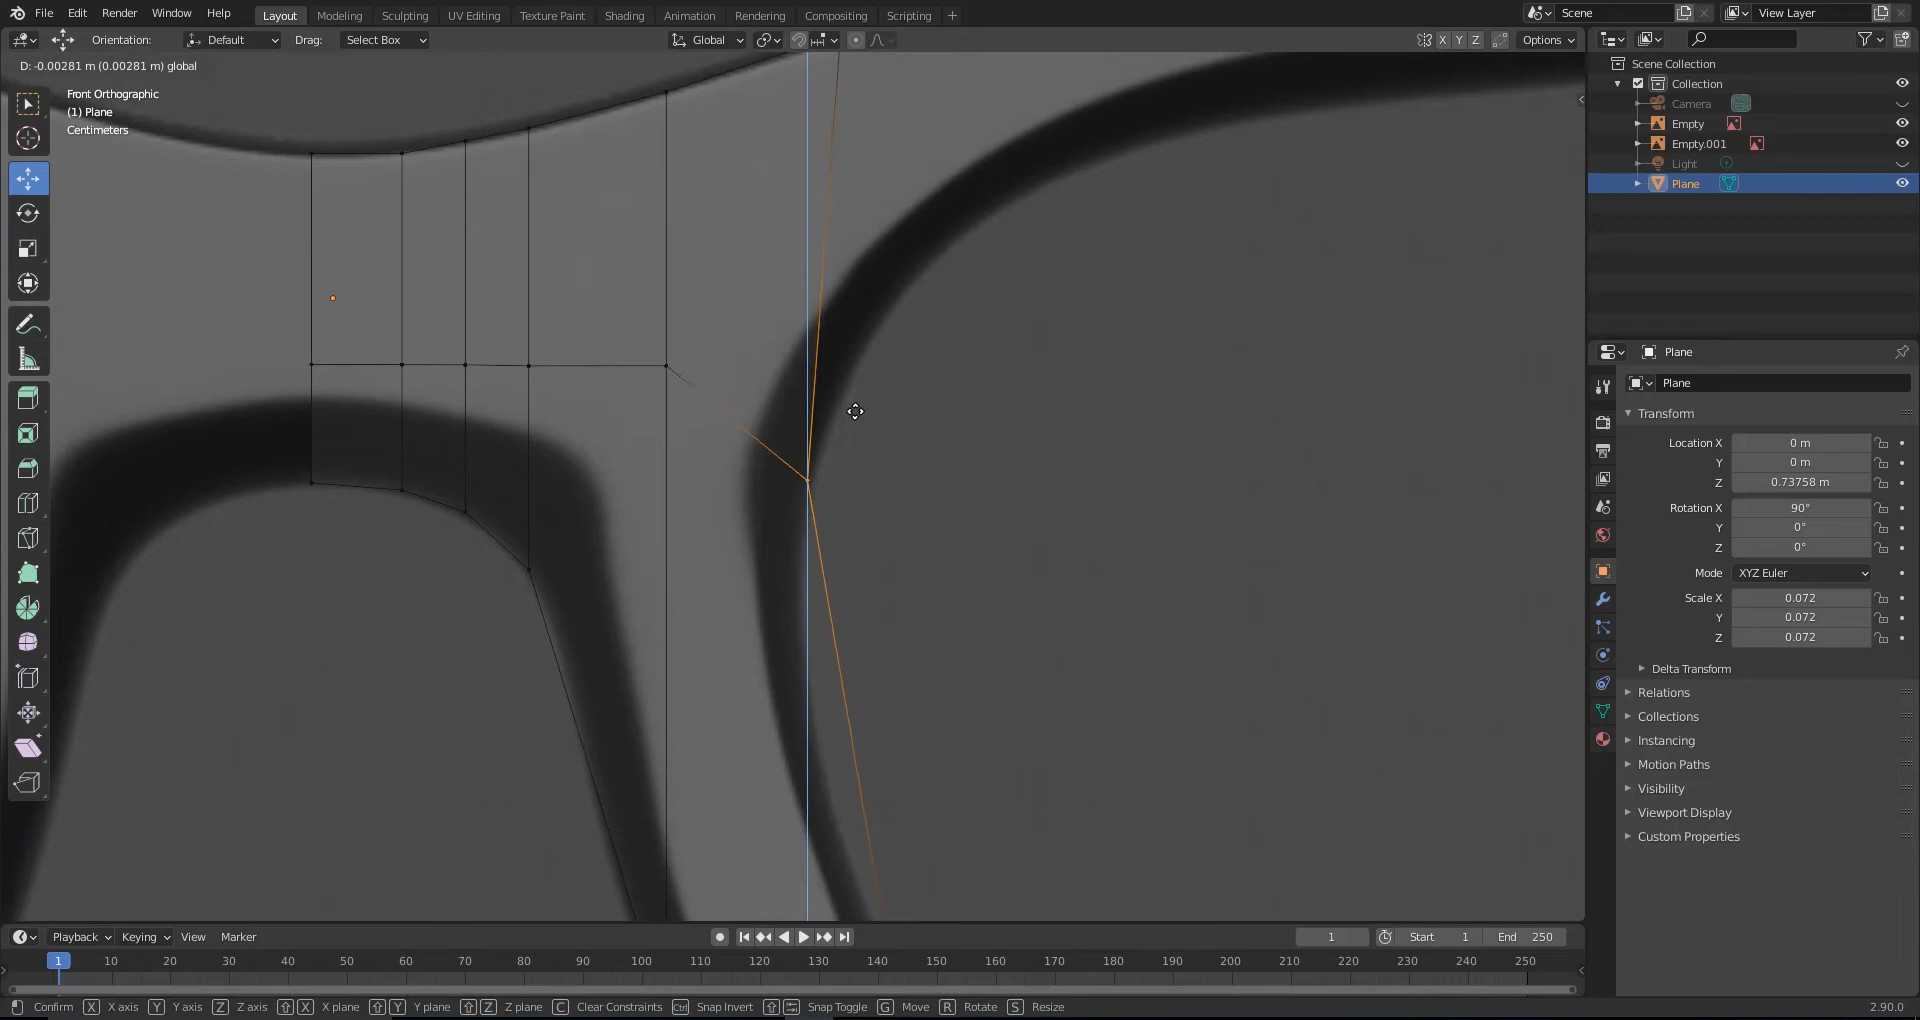 File Edit Render Window Help Layout Modeling Sculpting UV Editing Texture Paint Shading Animation Rendering Compositing Scripting + Scene View Layer
Orientation: Default Drag: Select Box Global X Y Z Options
D: -0.00281 m (0.00281 m) global
Front Orthographic
(1) Plane
Centimeters
Scene Collection
Collection
Camera
Empty
Empty.001
Light
Plane
Plane
Plane
Transform
Location X 0 m
Y 0 m
Z 0.73758 m
Rotation X 90°
Y 0°
Z 0°
Mode XYZ Euler
Scale X 0.072
Y 0.072
Z 0.072
Delta Transform
Relations
Collections
Instancing
Motion Paths
Visibility
Viewport Display
Custom Properties
Playback Keying View Marker 1 Start 1 End 250
1 10 20 30 40 50 60 70 80 90 100 110 120 130 140 150 160 170 180 190 200 210 220 230 240 250
Confirm X X axis Y Y axis Z Z axis X X plane Y Y plane Z Z plane C Clear Constraints Ctrl Snap Invert Snap Toggle G Move R Rotate S Resize 2.90.0